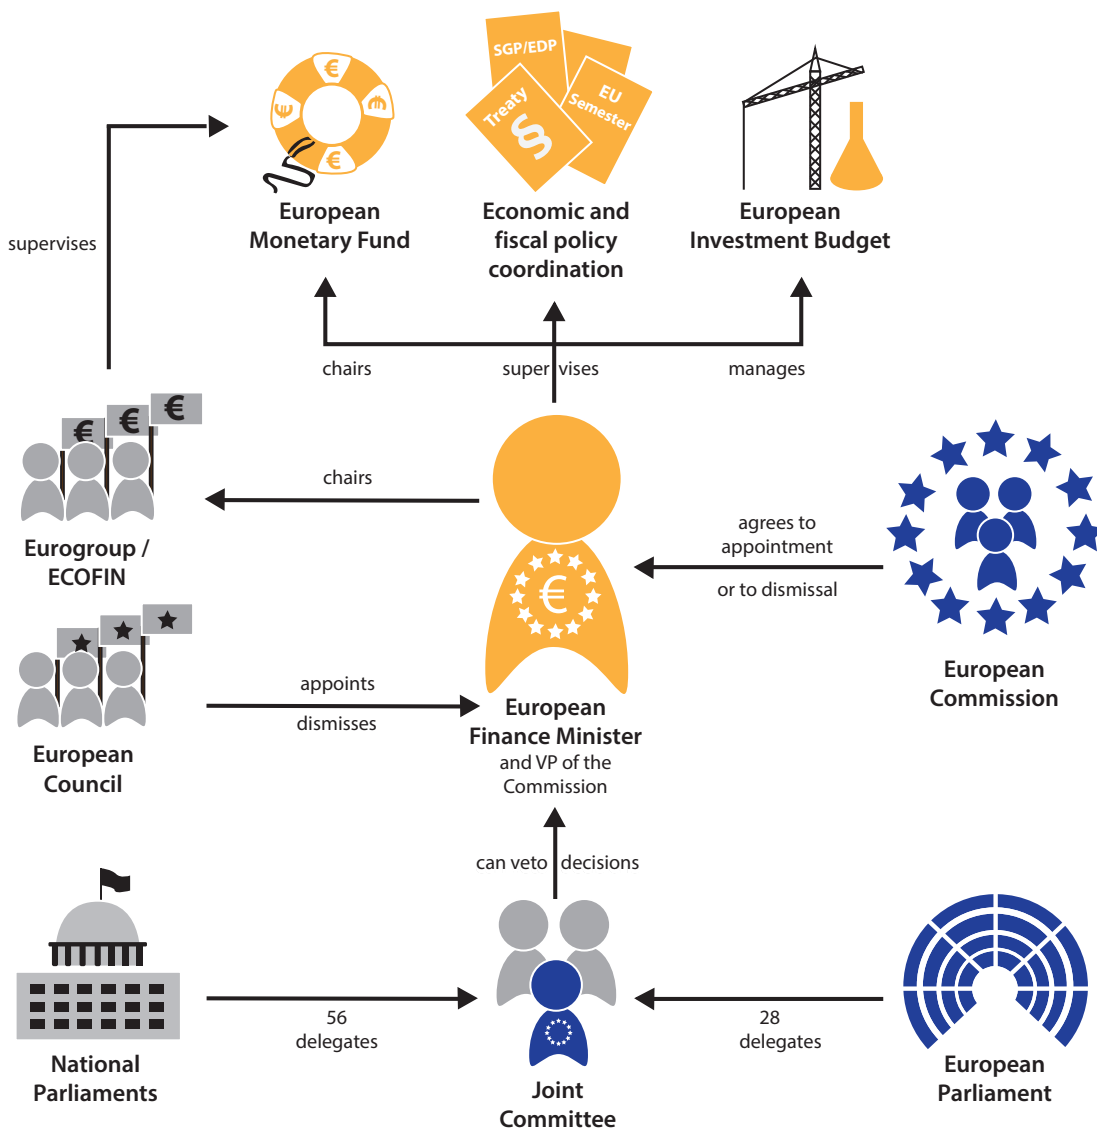 SGP/EDP
Treaty
§
EU
Semester
€
€
€
€
European
Monetary Fund
Economic and
fiscal policy
coordination
European
Investment Budget
supervises
chairs
supervises
manages
€
€
€
Eurogroup /
ECOFIN
chairs
€
agrees to
appointment
or to dismissal
European
Commission
European
Council
appoints
dismisses
European
Finance Minister
and VP of the
Commission
can veto decisions
National
Parliaments
56
delegates
Joint
Committee
28
delegates
European
Parliament